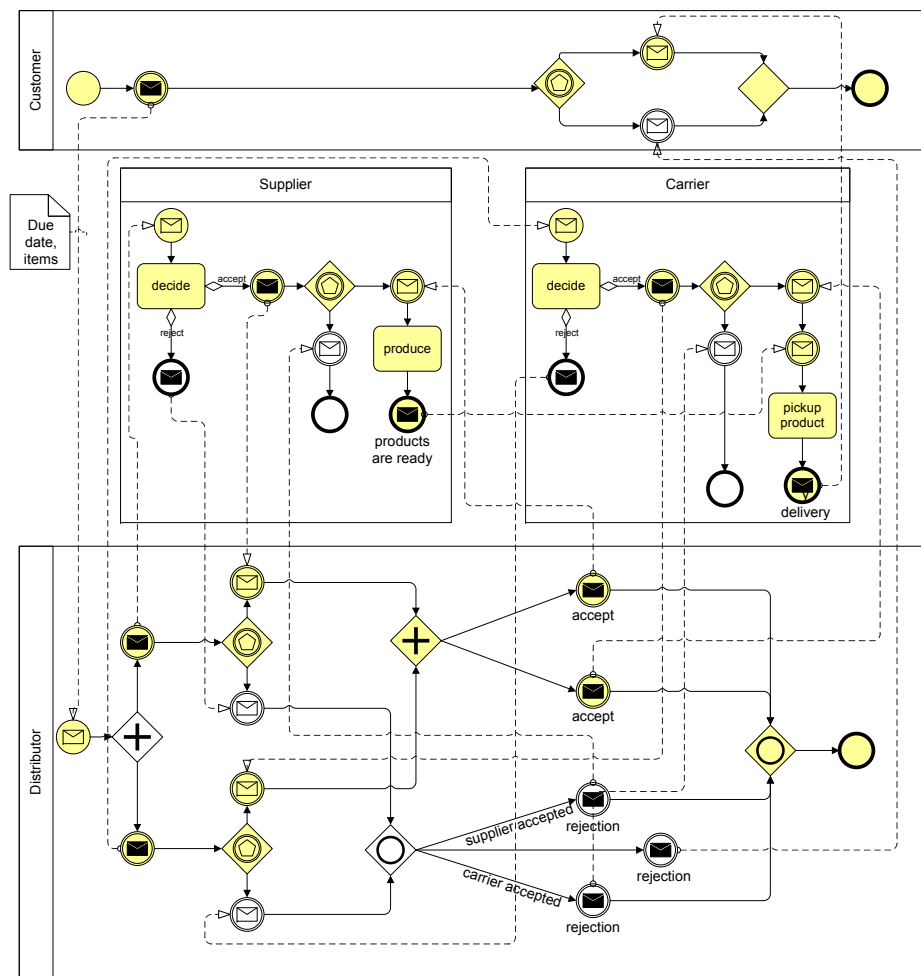 Customer
Due
date,
items
Supplier
Carrier
decide
accept
reject
produce
products
are ready
decide
accept
reject
pickup
product
delivery
Distributor
accept
accept
supplier accepted
rejection
rejection
carrier accepted
rejection